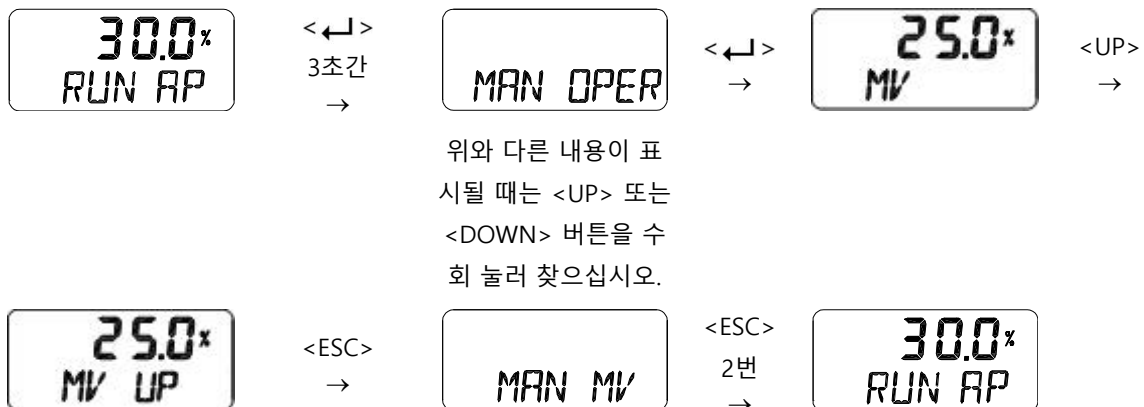 30.0%
RUN AP
<↵>
3초간
→
MAN OPER
<↵>
→
25.0%
MV
<UP>
→
위와 다른 내용이 표
시될 때는 <UP> 또는
<DOWN> 버튼을 수
회 눌러 찾으십시오.
25.0%
MV UP
<ESC>
→
MAN MV
<ESC>
2번
→
30.0%
RUN AP